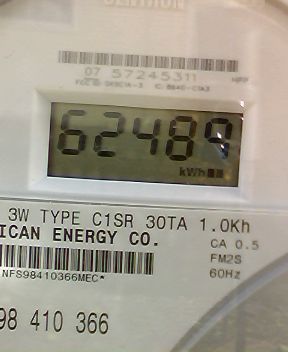 CENTRON
07 57245311
62489
kWh
3W TYPE C1SR 30TA 1.0Kh
ICAN ENERGY CO.
CA 0.5
FM2S
60Hz
NFS98410366MEC*
98 410 366